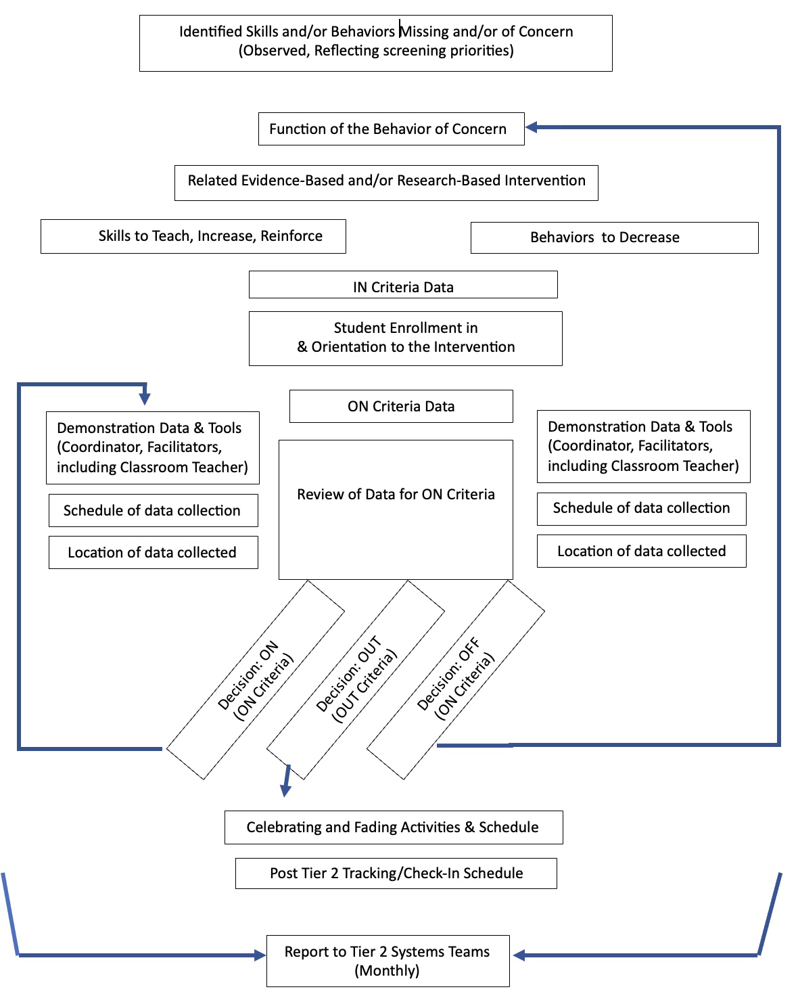 Identified Skills and/or Behaviors Missing and/or of Concern
(Observed, Reflecting screening priorities)
Function of the Behavior of Concern
Related Evidence-Based and/or Research-Based Intervention
Skills to Teach, Increase, Reinforce
Behaviors  to Decrease
IN Criteria Data
Student Enrollment in
& Orientation to the Intervention
ON Criteria Data
Demonstration Data & Tools
(Coordinator, Facilitators,
including Classroom Teacher)
Schedule of data collection
Location of data collected
Review of Data for ON Criteria
Demonstration Data & Tools
(Coordinator, Facilitators,
including Classroom Teacher)
Schedule of data collection
Location of data collected
Decision: ON
(ON Criteria)
Decision: OUT
(OUT Criteria)
Decision: OFF
(ON Criteria)
Celebrating and Fading Activities & Schedule
Post Tier 2 Tracking/Check-In Schedule
Report to Tier 2 Systems Teams
(Monthly)